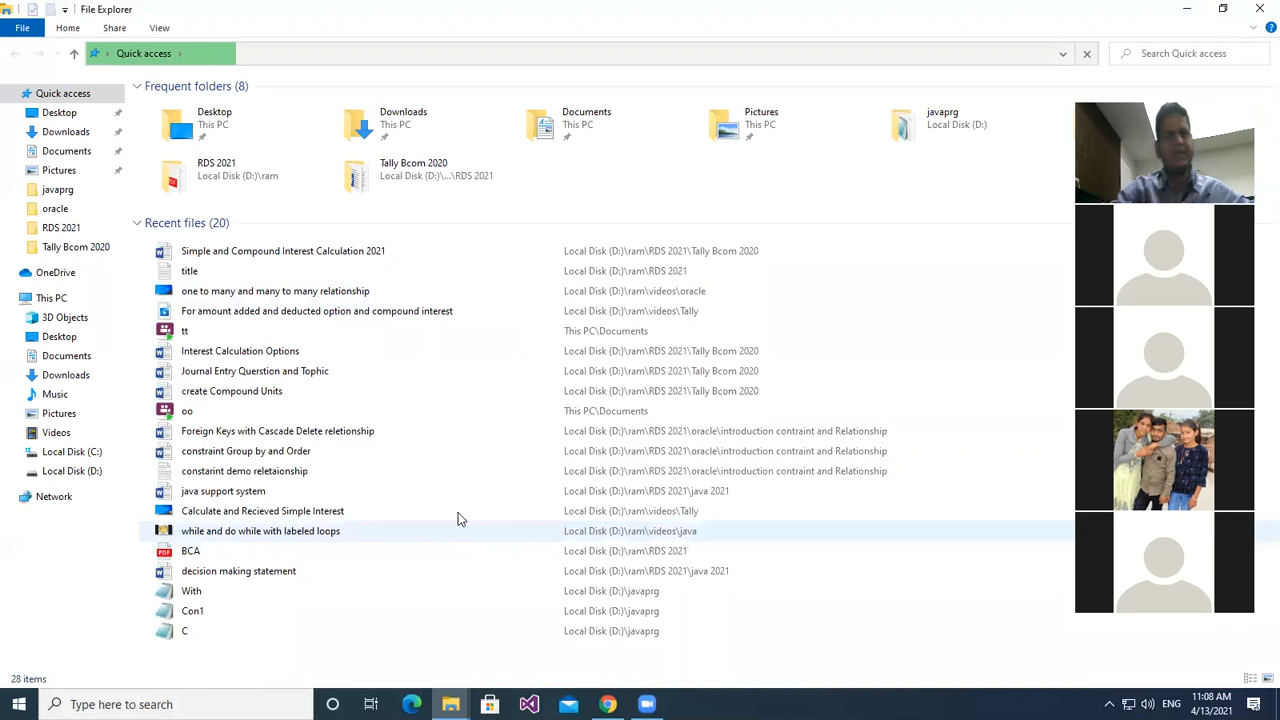 File Explorer
File Home Share View
Quick access Search Quick access
Quick access
Desktop
Downloads
Documents
Pictures
javaprg
oracle
RDS 2021
Tally Bcom 2020
OneDrive
This PC
3D Objects
Desktop
Documents
Downloads
Music
Pictures
Videos
Local Disk (C:)
Local Disk (D:)
Network
Frequent folders (8)
Desktop
This PC
Downloads
This PC
Documents
This PC
Pictures
This PC
javaprg
Local Disk (D:)
RDS 2021
Local Disk (D:)\ram
Tally Bcom 2020
Local Disk (D:)\...\RDS 2021
Recent files (20)
Simple and Compound Interest Calculation 2021 Local Disk (D:)\ram\RDS 2021\Tally Bcom 2020
title Local Disk (D:)\ram\RDS 2021
one to many and many to many relationship Local Disk (D:)\ram\videos\oracle
For amount added and deducted option and compound interest Local Disk (D:)\ram\videos\Tally
tt This PC\Documents
Interest Calculation Options Local Disk (D:)\ram\RDS 2021\Tally Bcom 2020
Journal Entry Querstion and Tophic Local Disk (D:)\ram\RDS 2021\Tally Bcom 2020
create Compound Units Local Disk (D:)\ram\RDS 2021\Tally Bcom 2020
oo This PC\Documents
Foreign Keys with Cascade Delete reletionship Local Disk (D:)\ram\RDS 2021\oracle\introduction contraint and Relationship
constraint Group by and Order Local Disk (D:)\ram\RDS 2021\oracle\introduction contraint and Relationship
constarint demo reletaionship Local Disk (D:)\ram\RDS 2021\oracle\introduction contraint and Relationship
java support system Local Disk (D:)\ram\RDS 2021\java 2021
Calculate and Recieved Simple Interest Local Disk (D:)\ram\videos\Tally
while and do while with labeled loops Local Disk (D:)\ram\videos\java
BCA Local Disk (D:)\ram\RDS 2021
decision making statement Local Disk (D:)\ram\RDS 2021\java 2021
With Local Disk (D:)\javaprg
Con1 Local Disk (D:)\javaprg
C Local Disk (D:)\javaprg
28 items
Type here to search
ENG
11:08 AM
4/13/2021